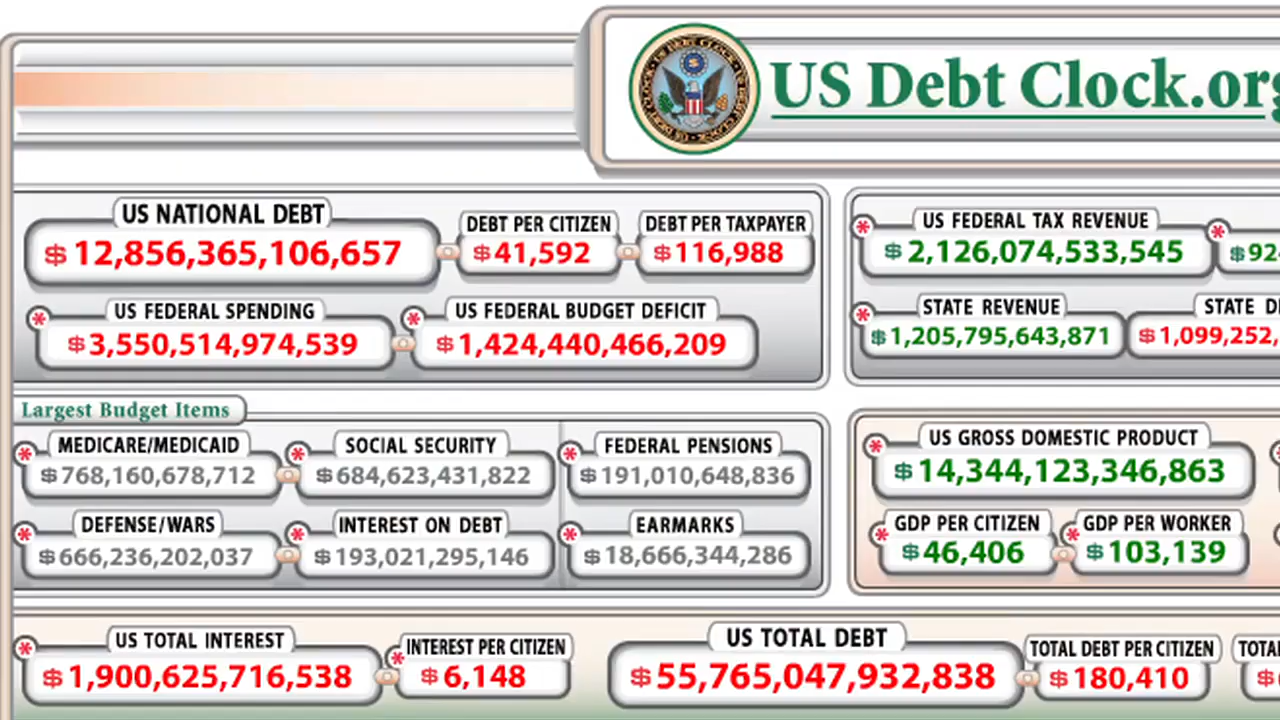 US Debt Clock.org
US NATIONAL DEBT
$ 12,856,365,106,657
DEBT PER CITIZEN
$ 41,592
DEBT PER TAXPAYER
$ 116,988
US FEDERAL SPENDING
$ 3,550,514,974,539
US FEDERAL BUDGET DEFICIT
$ 1,424,440,466,209
US FEDERAL TAX REVENUE
$ 2,126,074,533,545
$ 92
STATE REVENUE
$ 1,205,795,643,871
STATE D
$ 1,099,252,
Largest Budget Items
MEDICARE/MEDICAID
$ 768,160,678,712
SOCIAL SECURITY
$ 684,623,431,822
FEDERAL PENSIONS
$ 191,010,648,836
DEFENSE/WARS
$ 666,236,202,037
INTEREST ON DEBT
$ 193,021,295,146
EARMARKS
$ 18,666,344,286
US GROSS DOMESTIC PRODUCT
$ 14,344,123,346,863
GDP PER CITIZEN
$ 46,406
GDP PER WORKER
$ 103,139
US TOTAL INTEREST
$ 1,900,625,716,538
INTEREST PER CITIZEN
$ 6,148
US TOTAL DEBT
$ 55,765,047,932,838
TOTAL DEBT PER CITIZEN
$ 180,410
TOTA
$